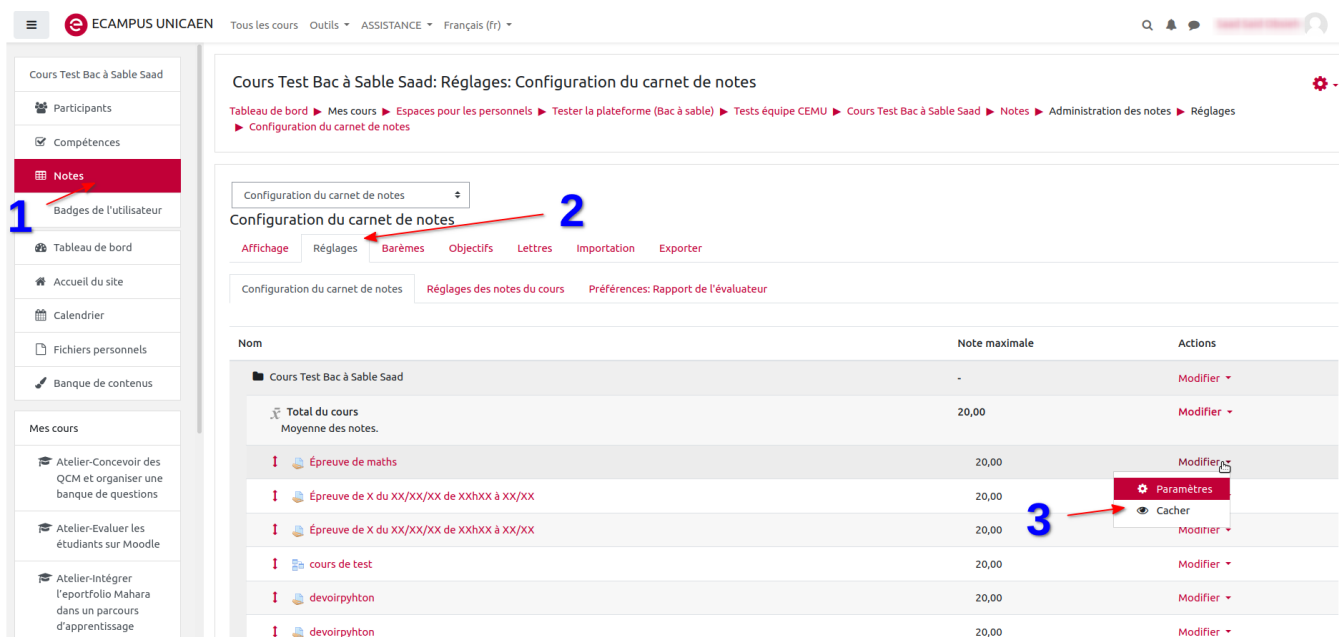 ECAMPUS UNICAEN Tous les cours Outils ASSISTANCE Français (fr)
Cours Test Bac à Sable Saad
Participants
Compétences
Notes
Badges de l'utilisateur
Tableau de bord
Accueil du site
Calendrier
Fichiers personnels
Banque de contenus
Mes cours
Atelier-Concevoir des
QCM et organiser une
banque de questions
Atelier-Evaluer les
étudiants sur Moodle
Atelier-Intégrer
l'eportfolio Mahara
dans un parcours
d'apprentissage
1
Cours Test Bac à Sable Saad: Réglages: Configuration du carnet de notes
Tableau de bord ▶ Mes cours ▶ Espaces pour les personnels ▶ Tester la plateforme (Bac à sable) ▶ Tests équipe CEMU ▶ Cours Test Bac à Sable Saad ▶ Notes ▶ Administration des notes ▶ Réglages
▶ Configuration du carnet de notes
Configuration du carnet de notes
2
Configuration du carnet de notes
Affichage Réglages Barèmes Objectifs Lettres Importation Exporter
Configuration du carnet de notes Réglages des notes du cours Préférences: Rapport de l'évaluateur
Nom Note maximale Actions
Cours Test Bac à Sable Saad - Modifier
Total du cours 20,00 Modifier
Moyenne des notes.
Épreuve de maths 20,00 Modifier
Paramètres
Épreuve de X du XX/XX/XX de XXhXX à XX/XX 20,00
Cacher
3
Épreuve de X du XX/XX/XX de XXhXX à XX/XX 20,00 Modifier
cours de test 20,00 Modifier
devoirpyhton 20,00 Modifier
devoirpyhton 20,00 Modifier